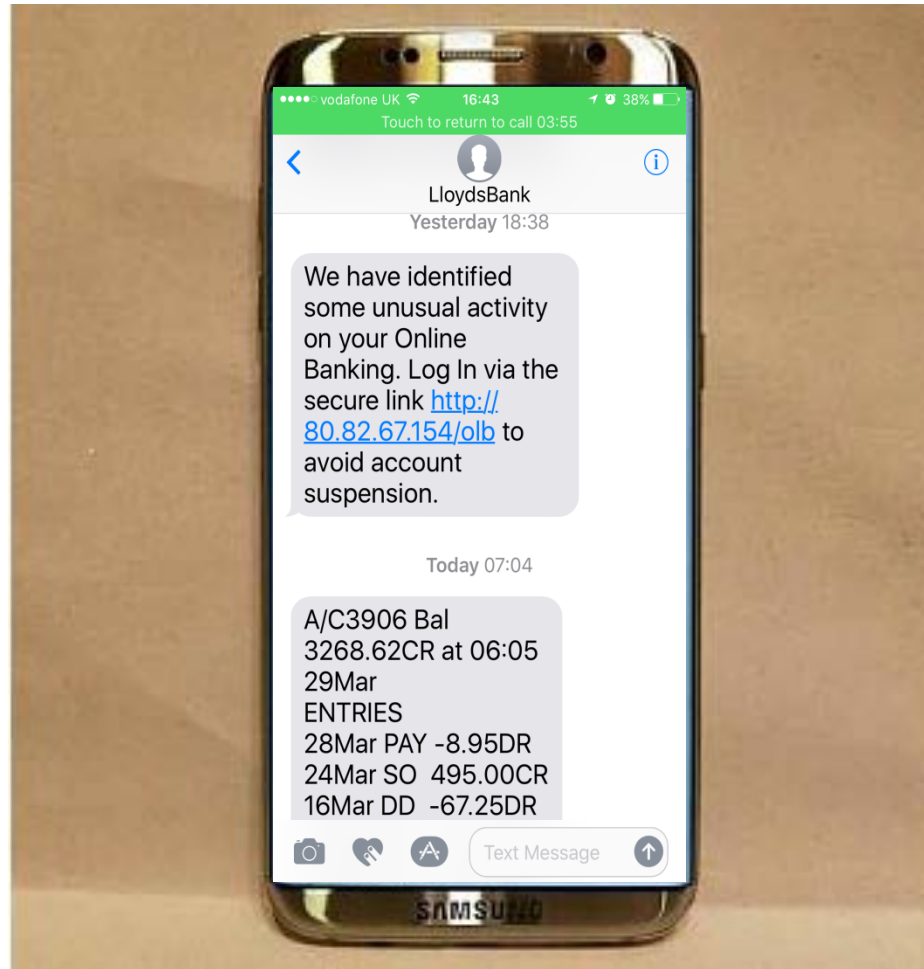 vodafone UK 16:43 38%
Touch to return to call 03:55
LloydsBank
Yesterday 18:38
We have identified
some unusual activity
on your Online
Banking. Log In via the
secure link http://
80.82.67.154/olb to
avoid account
suspension.
Today 07:04
A/C3906 Bal
3268.62CR at 06:05
29Mar
ENTRIES
28Mar PAY -8.95DR
24Mar SO 495.00CR
16Mar DD -67.25DR
Text Message
SAMSUNG